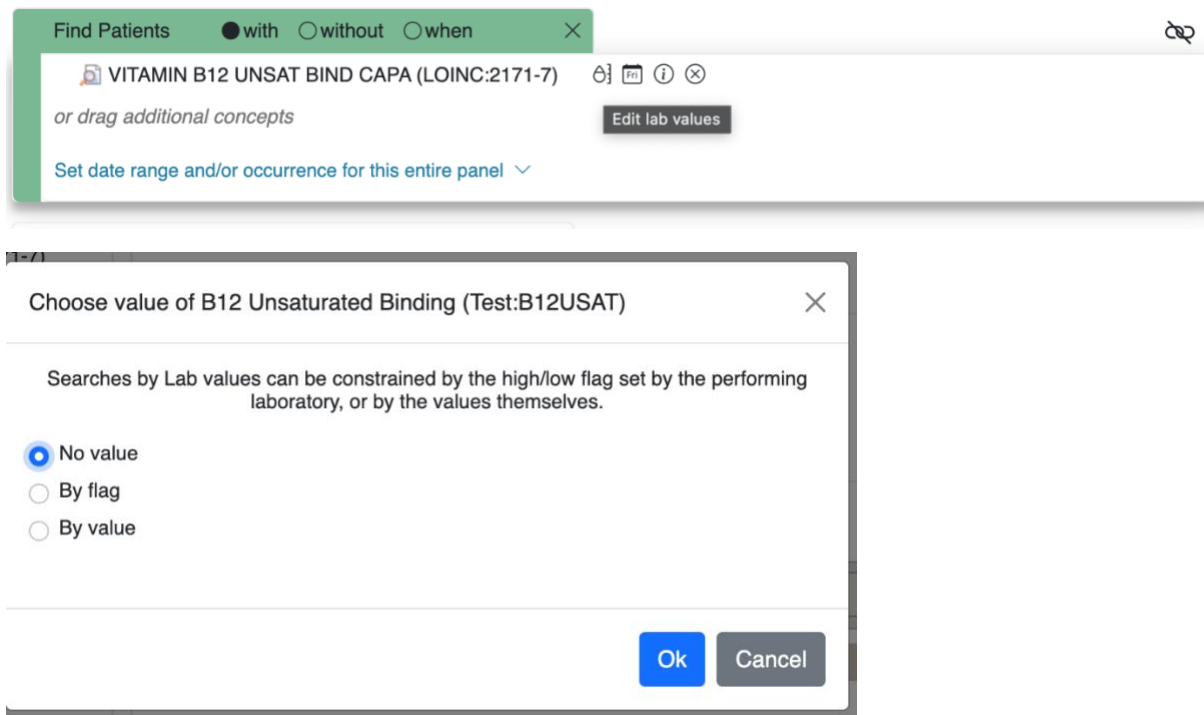 Find Patients with without when
VITAMIN B12 UNSAT BIND CAPA (LOINC:2171-7) Fri
or drag additional concepts
Edit lab values
Set date range and/or occurrence for this entire panel
Choose value of B12 Unsaturated Binding (Test:B12USAT)
Searches by Lab values can be constrained by the high/low flag set by the performing
laboratory, or by the values themselves.
No value
By flag
By value
Ok Cancel